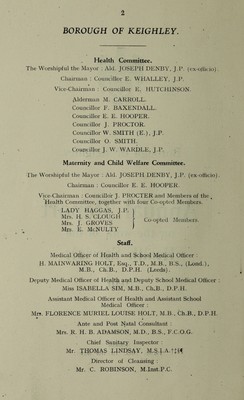 2
BOROUGH OF KEIGHLEY.
Health Committee.
The Worshipful the Mayor : Ald. JOSEPH DENBY, J.P. (ex-officio).
Chairman : Councillor E. WHALLEY, J.P.
Vice-Chairman : Councillor E. HUTCHINSON.
Alderman M. CARROLL.
Councillor F. BAXENDALL.
Councillor E. E. HOOPER.
Councillor J. PROCTOR.
Councillor W. SMITH (E.), J.P.
Councillor O. SMITH.
Councillor J. W. WARDLE, J.P.
Maternity and Child Welfare Committee.
The Worshipful the Mayor : Ald. JOSEPH DENBY, J.P. (ex-officio).
Chairman : Councillor E. E. HOOPER.
Vice-Chairman : Councillor J. PROCTER and Members of the
Health Committee, together with four Co-opted Members.
LADY HAGGAS, J.P.
Mrs. H. S. CLOUGH
Mrs. J. GROVES
Mrs. E. McNULTY
Co-opted Members.
Staff.
Medical Officer of Health and School Medical Officer :
H. MAINWARING HOLT, Esq., T.D., M.B., B.S., (Lond.),
M.B., Ch.B., D.P.H. (Leeds).
Deputy Medical Officer of Health and Deputy School Medical Officer :
Miss ISABELLA SIM, M.B., Ch.B., D.P.H.
Assistant Medical Officer of Health and Assistant School
Medical Officer :
Mrs. FLORENCE MURIEL LOUISE HOLT, M.B., Ch.B., D.P.H.
Ante and Post Natal Consultant :
Mrs. R. H. B. ADAMSON, M.D., B.S., F.C.O.G.
Chief Sanitary Inspector :
Mr. THOMAS LINDSAY, M.S.I.A.
Director of Cleansing :
Mr. C. ROBINSON, M.Inst.P.C.